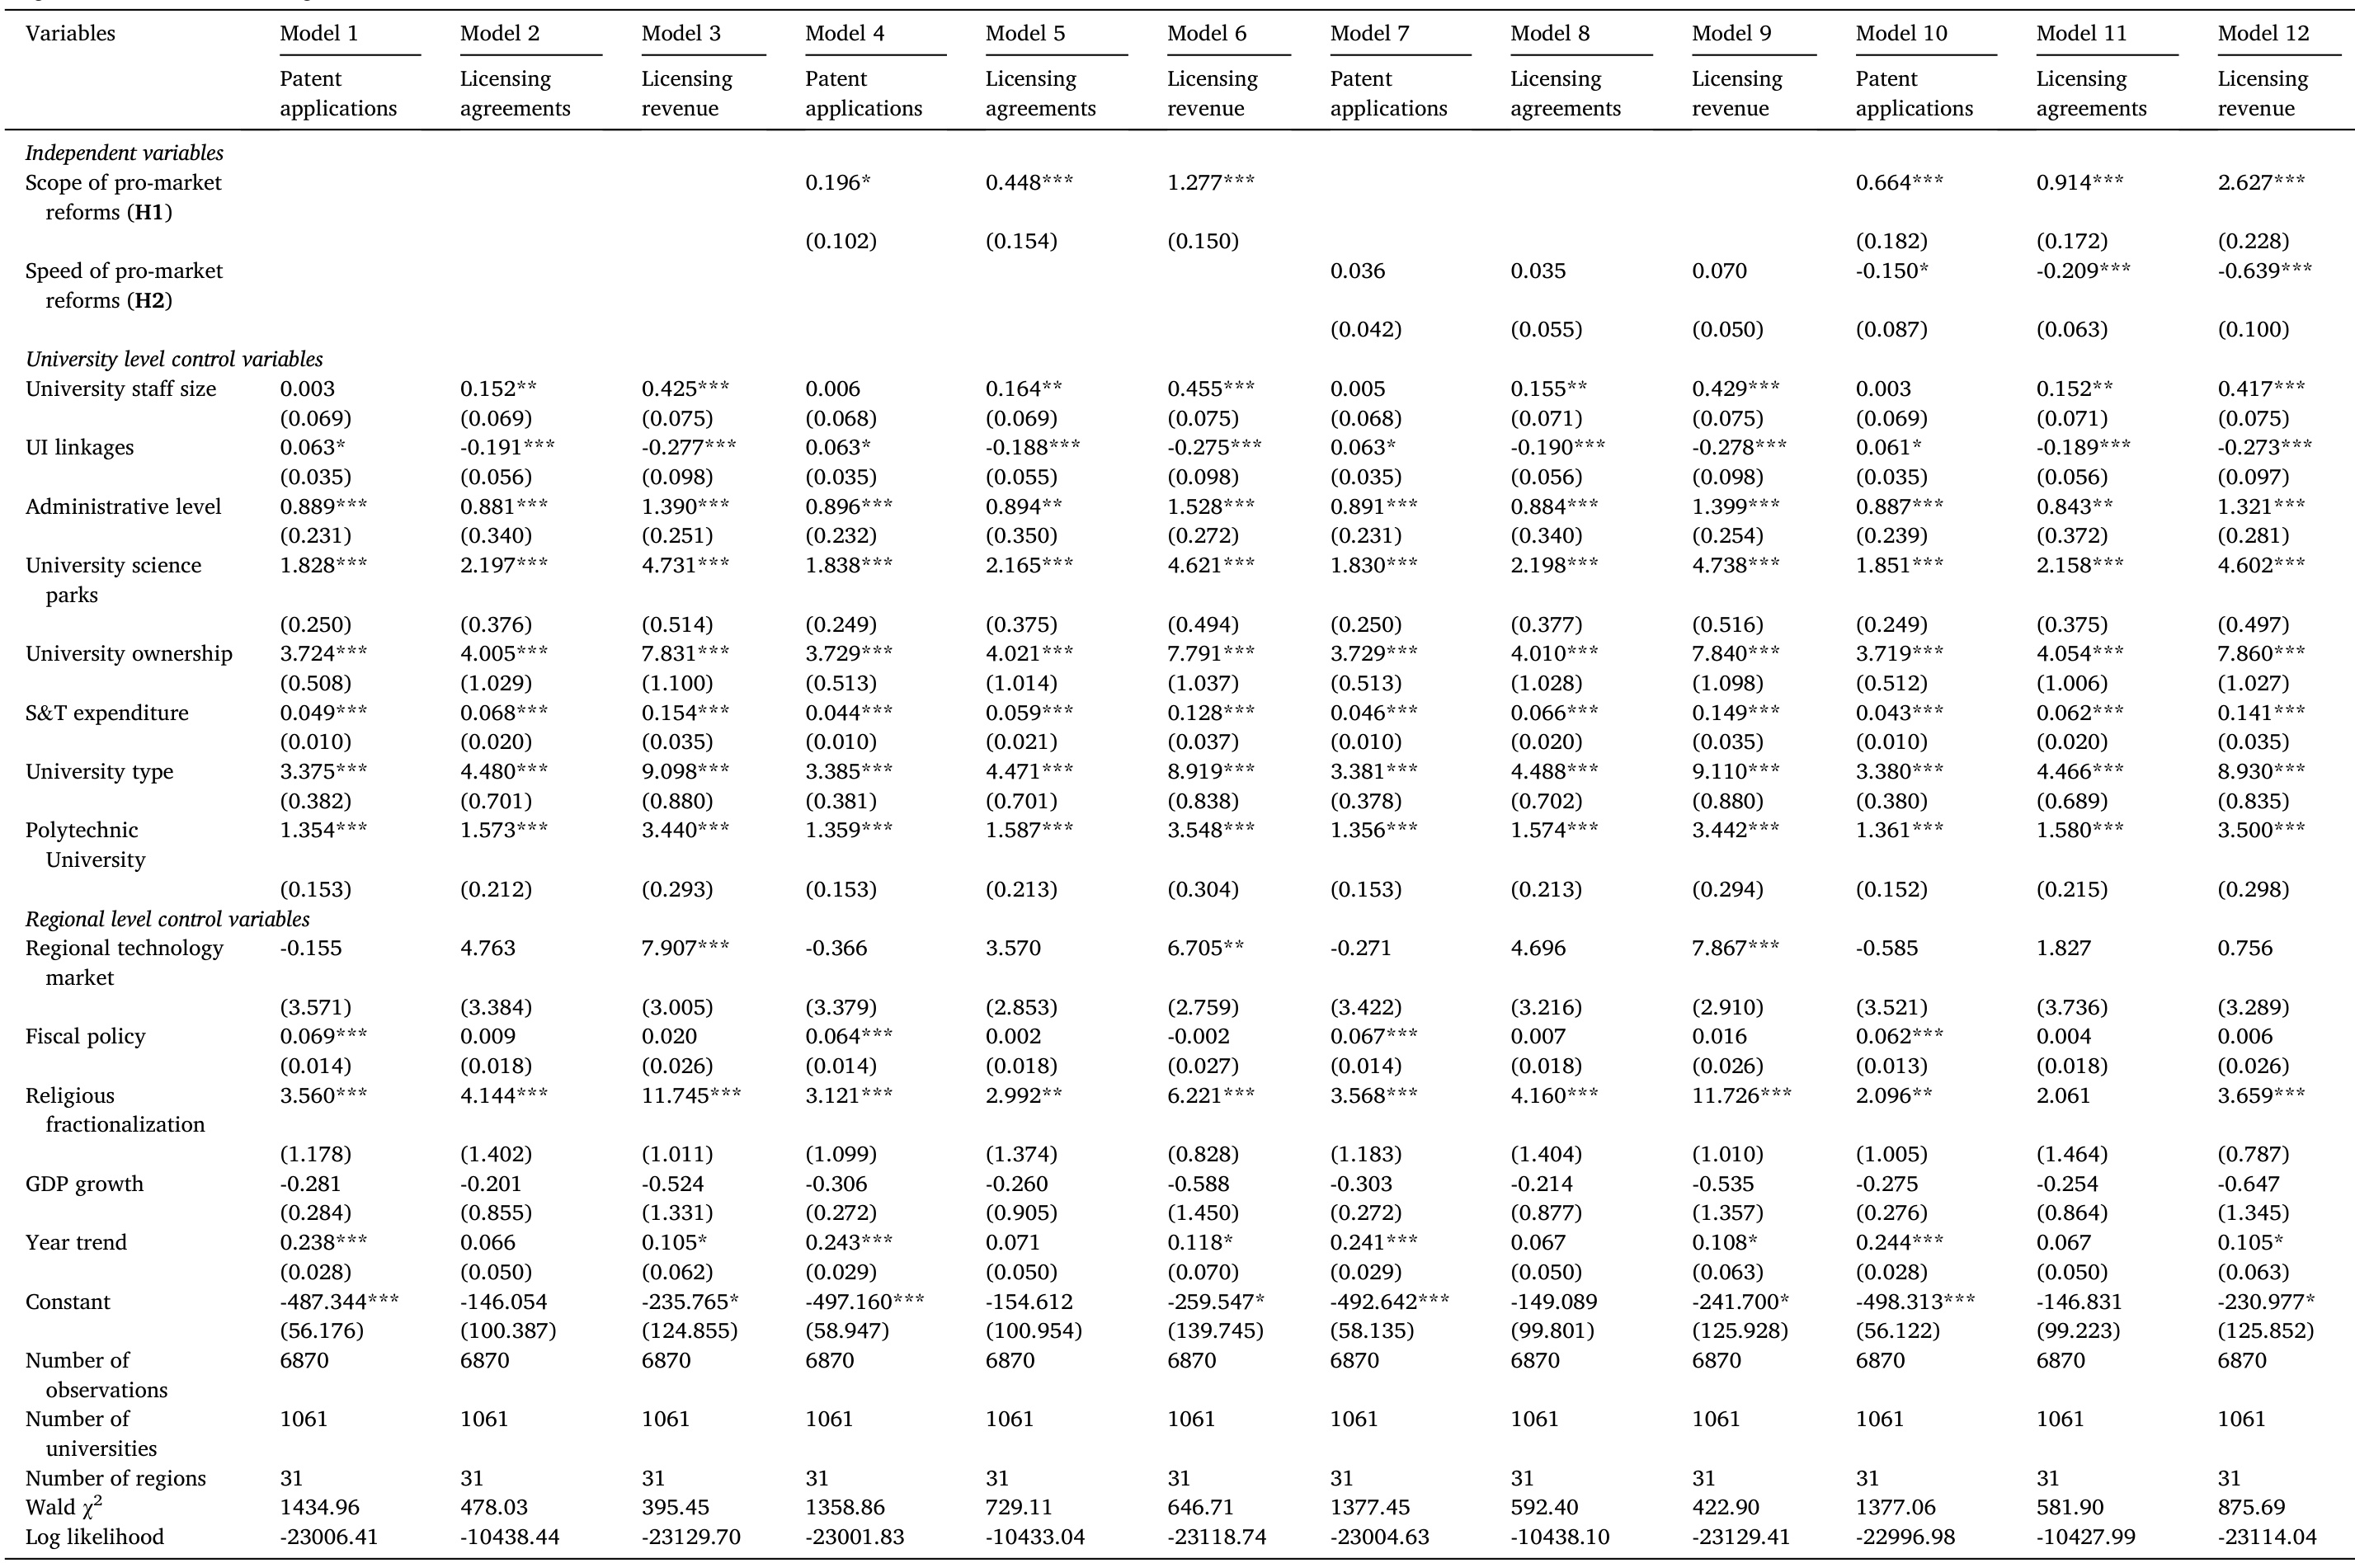 Variables Model 1 Model 2 Model 3 Model 4 Model 5 Model 6 Model 7 Model 8 Model 9 Model 10 Model 11 Model 12
Patent Licensing Licensing Patent Licensing Licensing Patent Licensing Licensing Patent Licensing Licensing
applications agreements revenue applications agreements revenue applications agreements revenue applications agreements revenue
Independent variables
Scope of pro-market 0.196* 0.448*** 1.277*** 0.664*** 0.914*** 2.627***
reforms (H1)
(0.102) (0.154) (0.150) (0.182) (0.172) (0.228)
Speed of pro-market 0.036 0.035 0.070 -0.150* -0.209*** -0.639***
reforms (H2)
(0.042) (0.055) (0.050) (0.087) (0.063) (0.100)
University level control variables
University staff size 0.003 0.152** 0.425*** 0.006 0.164** 0.455*** 0.005 0.155** 0.429*** 0.003 0.152** 0.417***
(0.069) (0.069) (0.075) (0.068) (0.069) (0.075) (0.068) (0.071) (0.075) (0.069) (0.071) (0.075)
UI linkages 0.063* -0.191*** -0.277*** 0.063* -0.188*** -0.275*** 0.063* -0.190*** -0.278*** 0.061* -0.189*** -0.273***
(0.035) (0.056) (0.098) (0.035) (0.055) (0.098) (0.035) (0.056) (0.098) (0.035) (0.056) (0.097)
Administrative level 0.889*** 0.881*** 1.390*** 0.896*** 0.894** 1.528*** 0.891*** 0.884*** 1.399*** 0.887*** 0.843** 1.321***
(0.231) (0.340) (0.251) (0.232) (0.350) (0.272) (0.231) (0.340) (0.254) (0.239) (0.372) (0.281)
University science 1.828*** 2.197*** 4.731*** 1.838*** 2.165*** 4.621*** 1.830*** 2.198*** 4.738*** 1.851*** 2.158*** 4.602***
parks
(0.250) (0.376) (0.514) (0.249) (0.375) (0.494) (0.250) (0.377) (0.516) (0.249) (0.375) (0.497)
University ownership 3.724*** 4.005*** 7.831*** 3.729*** 4.021*** 7.791*** 3.729*** 4.010*** 7.840*** 3.719*** 4.054*** 7.860***
(0.508) (1.029) (1.100) (0.513) (1.014) (1.037) (0.513) (1.028) (1.098) (0.512) (1.006) (1.027)
S&T expenditure 0.049*** 0.068*** 0.154*** 0.044*** 0.059*** 0.128*** 0.046*** 0.066*** 0.149*** 0.043*** 0.062*** 0.141***
(0.010) (0.020) (0.035) (0.010) (0.021) (0.037) (0.010) (0.020) (0.035) (0.010) (0.020) (0.035)
University type 3.375*** 4.480*** 9.098*** 3.385*** 4.471*** 8.919*** 3.381*** 4.488*** 9.110*** 3.380*** 4.466*** 8.930***
(0.382) (0.701) (0.880) (0.381) (0.701) (0.838) (0.378) (0.702) (0.880) (0.380) (0.689) (0.835)
Polytechnic 1.354*** 1.573*** 3.440*** 1.359*** 1.587*** 3.548*** 1.356*** 1.574*** 3.442*** 1.361*** 1.580*** 3.500***
University
(0.153) (0.212) (0.293) (0.153) (0.213) (0.304) (0.153) (0.213) (0.294) (0.152) (0.215) (0.298)
Regional level control variables
Regional technology -0.155 4.763 7.907*** -0.366 3.570 6.705** -0.271 4.696 7.867*** -0.585 1.827 0.756
market
(3.571) (3.384) (3.005) (3.379) (2.853) (2.759) (3.422) (3.216) (2.910) (3.521) (3.736) (3.289)
Fiscal policy 0.069*** 0.009 0.020 0.064*** 0.002 -0.002 0.067*** 0.007 0.016 0.062*** 0.004 0.006
(0.014) (0.018) (0.026) (0.014) (0.018) (0.027) (0.014) (0.018) (0.026) (0.013) (0.018) (0.026)
Religious 3.560*** 4.144*** 11.745*** 3.121*** 2.992** 6.221*** 3.568*** 4.160*** 11.726*** 2.096** 2.061 3.659***
fractionalization
(1.178) (1.402) (1.011) (1.099) (1.374) (0.828) (1.183) (1.404) (1.010) (1.005) (1.464) (0.787)
GDP growth -0.281 -0.201 -0.524 -0.306 -0.260 -0.588 -0.303 -0.214 -0.535 -0.275 -0.254 -0.647
(0.284) (0.855) (1.331) (0.272) (0.905) (1.450) (0.272) (0.877) (1.357) (0.276) (0.864) (1.345)
Year trend 0.238*** 0.066 0.105* 0.243*** 0.071 0.118* 0.241*** 0.067 0.108* 0.244*** 0.067 0.105*
(0.028) (0.050) (0.062) (0.029) (0.050) (0.070) (0.029) (0.050) (0.063) (0.028) (0.050) (0.063)
Constant -487.344*** -146.054 -235.765* -497.160*** -154.612 -259.547* -492.642*** -149.089 -241.700* -498.313*** -146.831 -230.977*
(56.176) (100.387) (124.855) (58.947) (100.954) (139.745) (58.135) (99.801) (125.928) (56.122) (99.223) (125.852)
Number of 6870 6870 6870 6870 6870 6870 6870 6870 6870 6870 6870 6870
observations
Number of 1061 1061 1061 1061 1061 1061 1061 1061 1061 1061 1061 1061
universities
Number of regions 31 31 31 31 31 31 31 31 31 31 31 31
Wald χ² 1434.96 478.03 395.45 1358.86 729.11 646.71 1377.45 592.40 422.90 1377.06 581.90 875.69
Log likelihood -23006.41 -10438.44 -23129.70 -23001.83 -10433.04 -23118.74 -23004.63 -10438.10 -23129.41 -22996.98 -10427.99 -23114.04